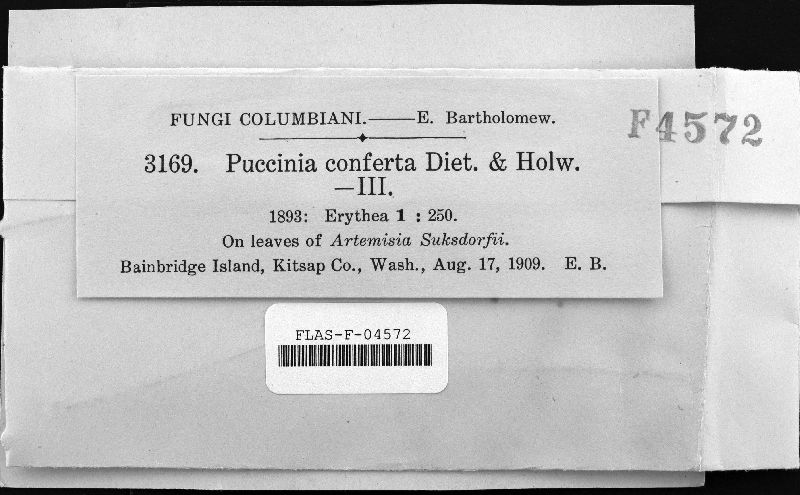 FUNGI COLUMBIANI.——E. Bartholomew.
F4572
3169. Puccinia conferta Diet. & Holw.
—III.
1893: Erythea 1 : 250.
On leaves of Artemisia Suksdorfii.
Bainbridge Island, Kitsap Co., Wash., Aug. 17, 1909. E. B.
FLAS-F-04572